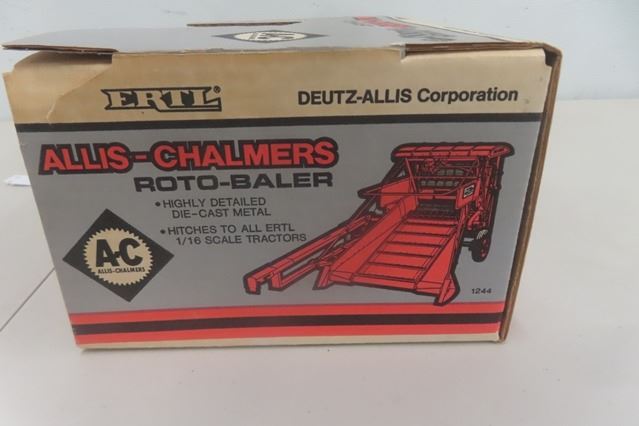 ERTL®
DEUTZ-ALLIS Corporation
ALLIS-CHALMERS
ROTO-BALER
• HIGHLY DETAILED
DIE-CAST METAL
• HITCHES TO ALL ERTL
1/16 SCALE TRACTORS
A-C
ALLIS-CHALMERS
1244